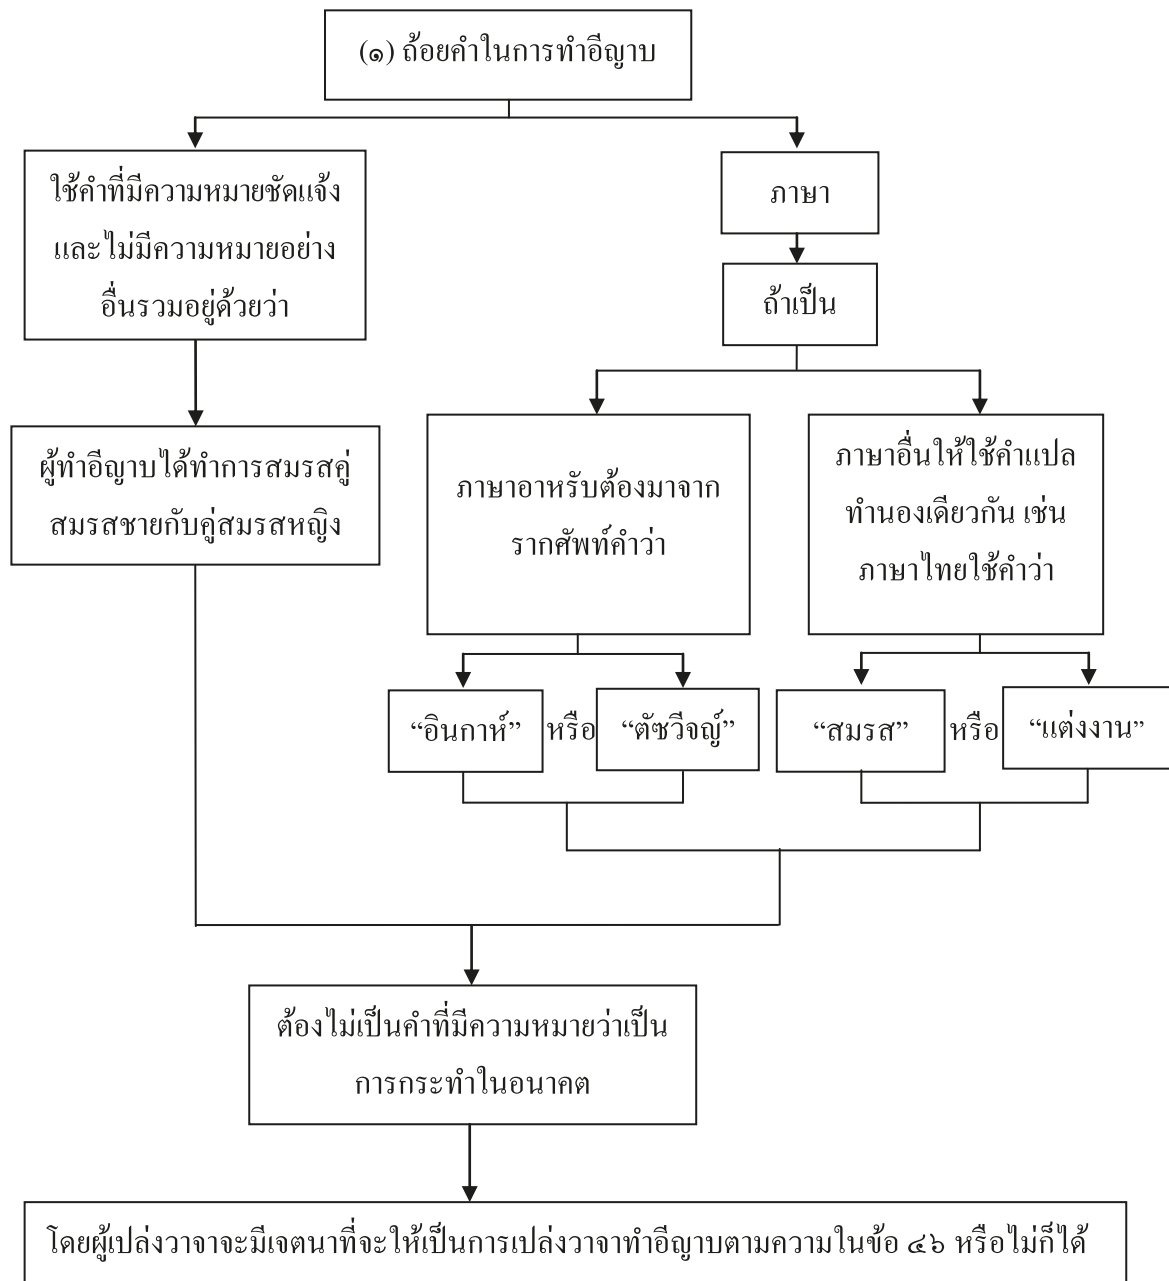 (๑) ถ้อยคำในการทำอีญาบ
ใช้คำที่มีความหมายชัดแจ้ง
และไม่มีความหมายอย่าง
อื่นรวมอยู่ด้วยว่า
ภาษา
ถ้าเป็น
ผู้ทำอีญาบได้ทำการสมรสคู่
สมรสชายกับคู่สมรสหญิง
ภาษาอาหรับต้องมาจาก
รากศัพท์คำว่า
ภาษาอื่นให้ใช้คำแปล
ทำนองเดียวกัน เช่น
ภาษาไทยใช้คำว่า
“อินกาห์” หรือ “ตัซวีจญ์”
“สมรส” หรือ “แต่งงาน”
ต้องไม่เป็นคำที่มีความหมายว่าเป็น
การกระทำในอนาคต
โดยผู้เปล่งวาจาจะมีเจตนาที่จะให้เป็นการเปล่งวาจาทำอีญาบตามความในข้อ ๔๖ หรือไม่ก็ได้